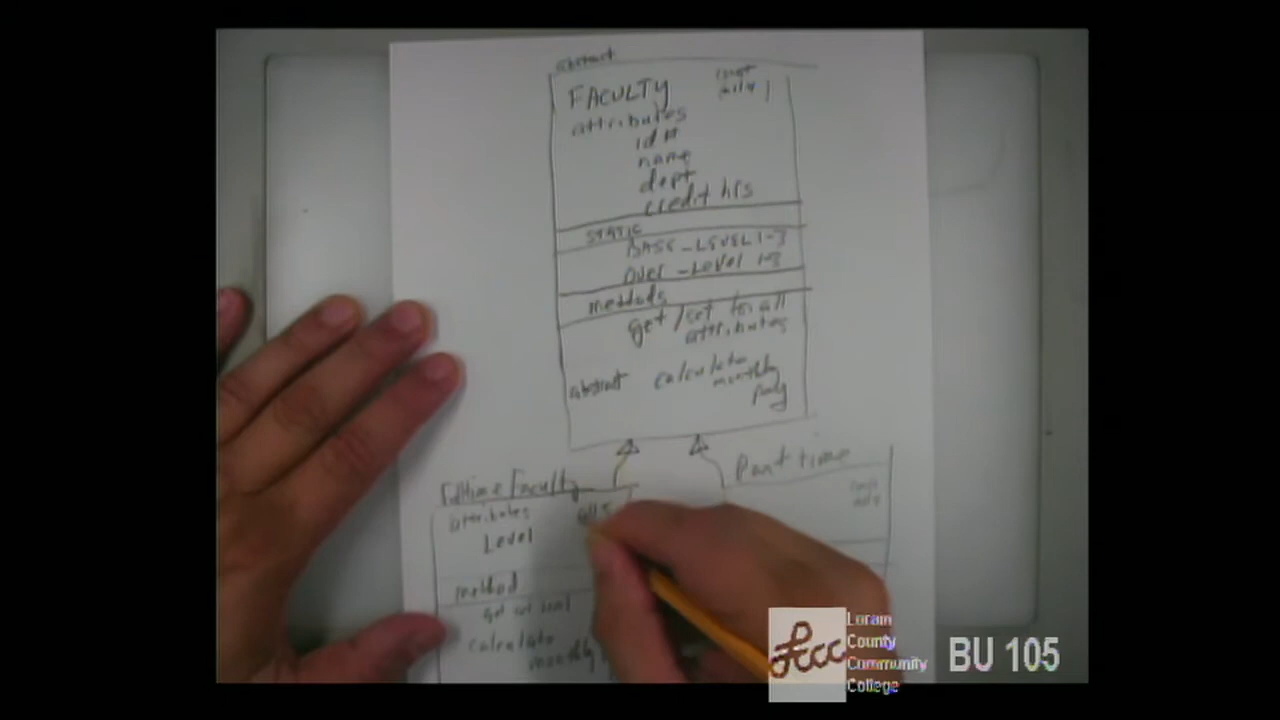 abstract
FACULTY
attributes
id#
name
dept
credit hrs
STATIC
BASE_LEVEL 1-3
OVER_LEVEL 1-3
methods
get/set for all
attributes
abstract calculate
monthly
pay
Fulltime Faculty
attributes
Level
method
get set level
calculate
monthly
Part time
Lorain
County
Community
College
lccc
BU 105